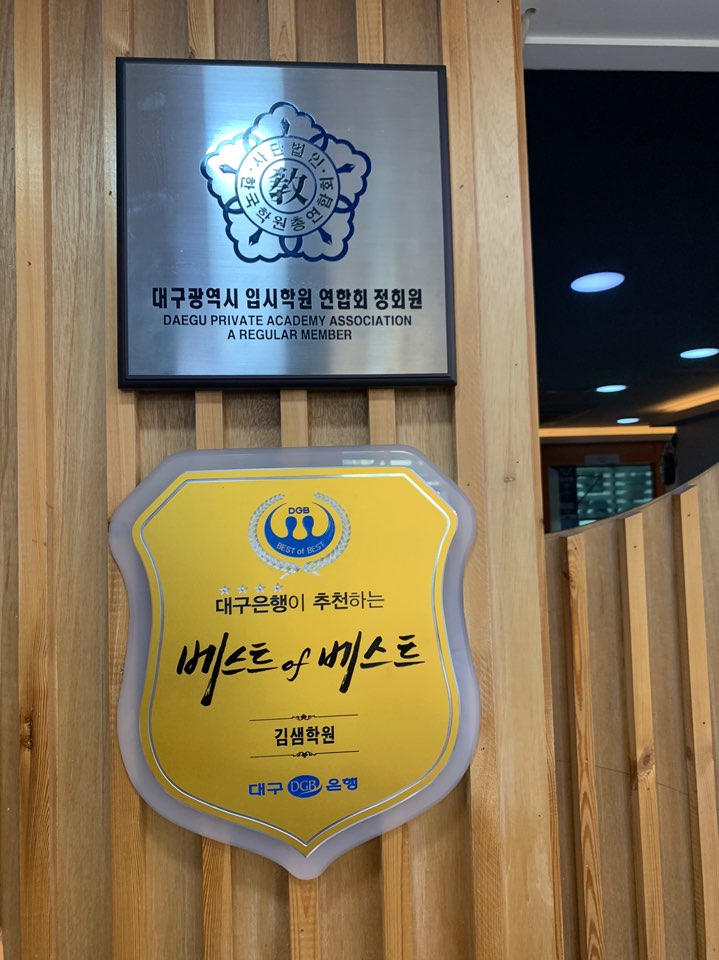 사단법인
한국학원총연합회
敎
대구광역시 입시학원 연합회 정회원
DAEGU PRIVATE ACADEMY ASSOCIATION
A REGULAR MEMBER
DGB
BEST of BEST
대구은행이 추천하는
베스트 of 베스트
김샘학원
대구 DGB 은행